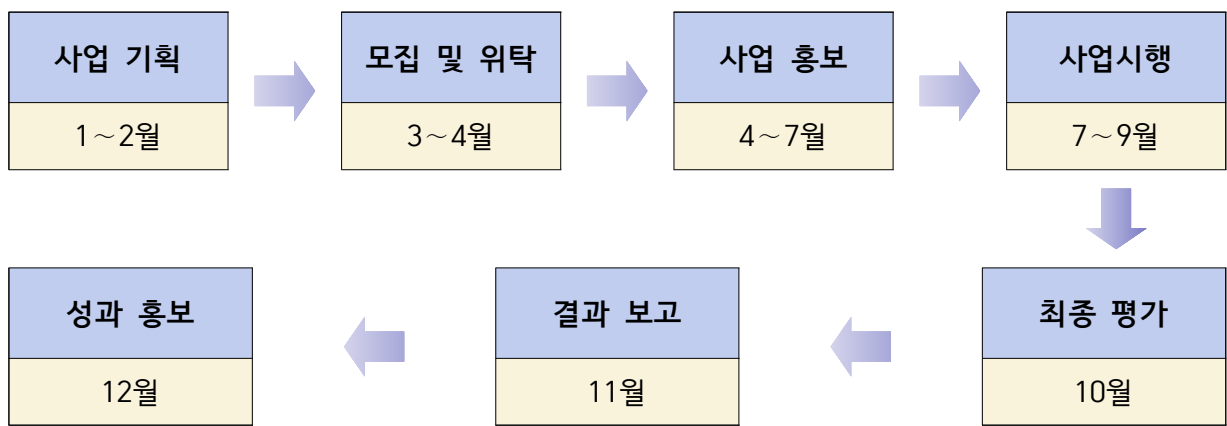 사업 기획
1～2월
모집 및 위탁
3～4월
사업 홍보
4～7월
사업시행
7～9월
최종 평가
10월
결과 보고
11월
성과 홍보
12월